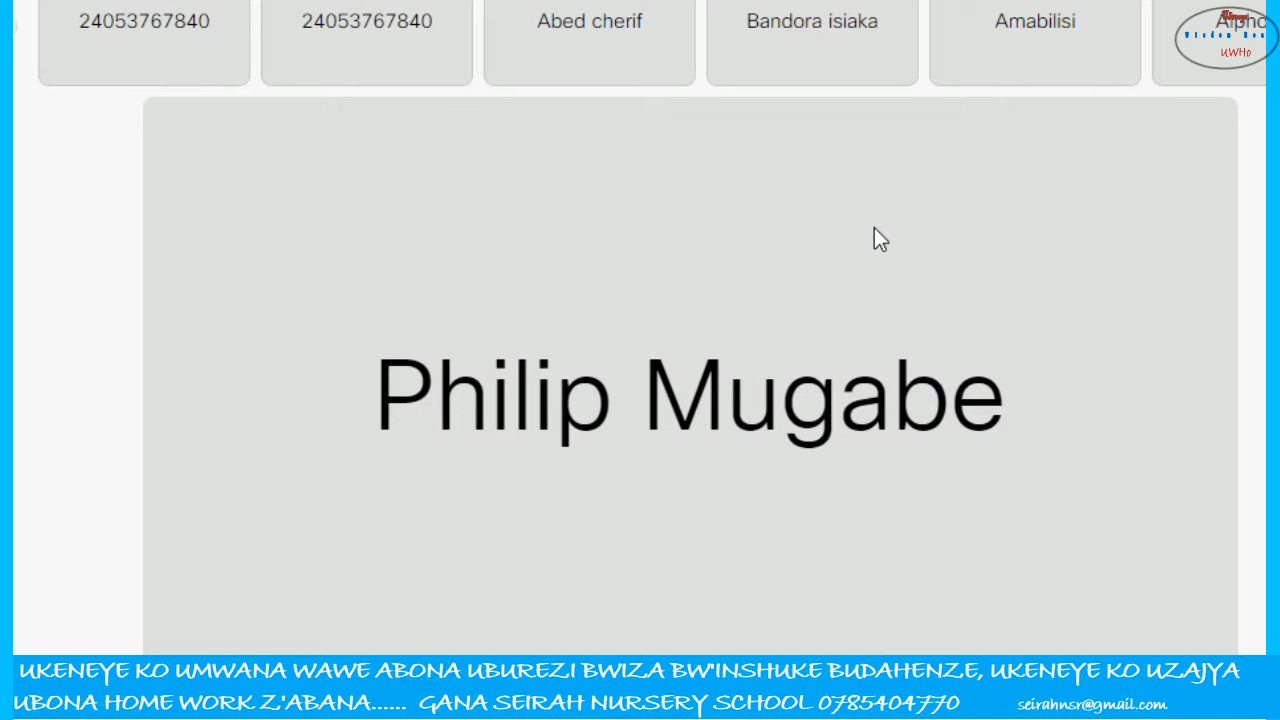 24053767840
24053767840
Abed cherif
Bandora isiaka
Amabilisi
UWHo
Philip Mugabe
UKENEYE KO UMWANA WAWE ABONA UBUREZI BWIZA BW'INSHUKE BUDAHENZE, UKENEYE KO UZAJYA
UBONA HOME WORK Z'ABANA...... GANA SEIRAH NURSERY SCHOOL 0785404770 seirahnsr@gmail.com